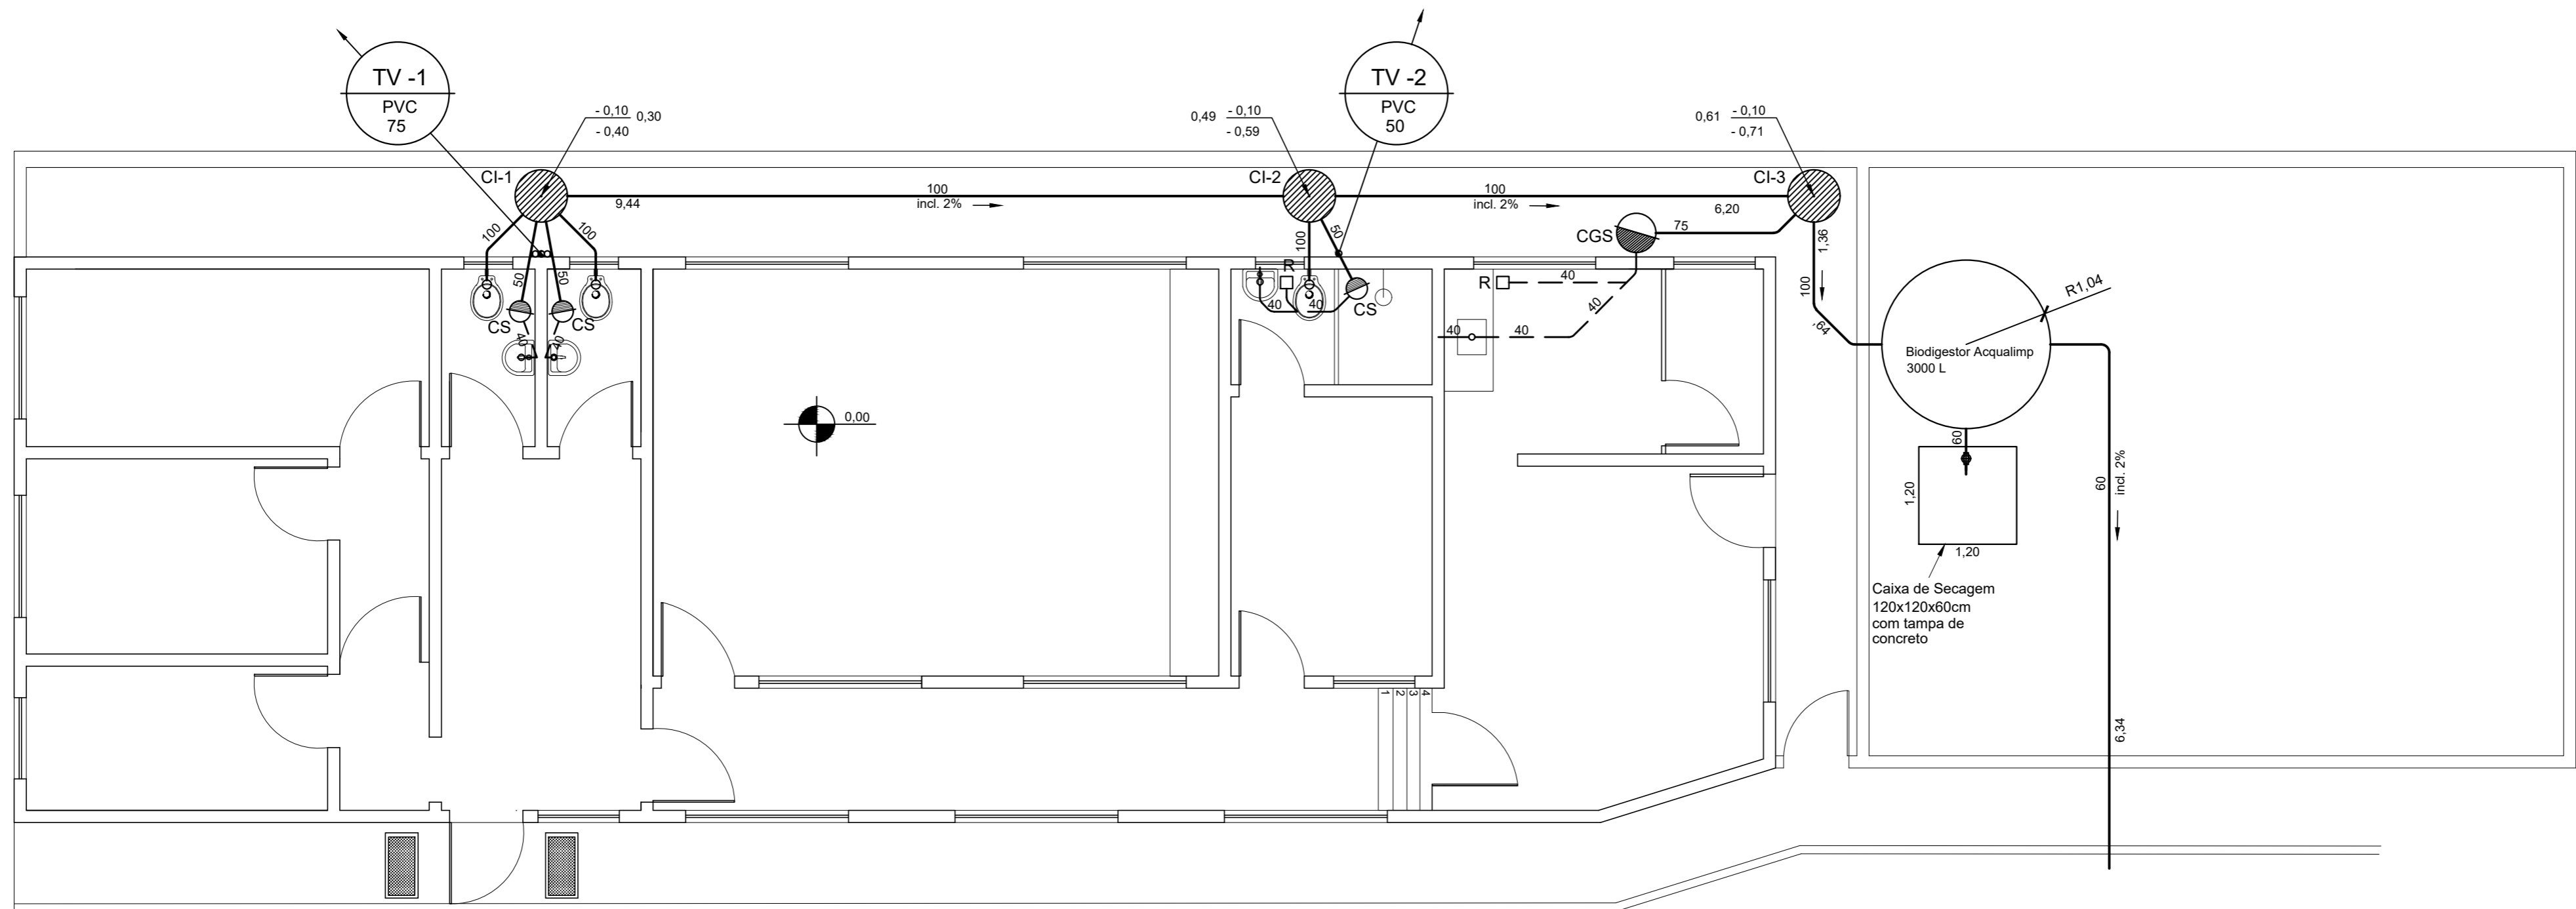 TV -1
PVC
75
TV -2
PVC
50
- 0,10
0,30
- 0,40
0,49
- 0,10
- 0,59
0,61
- 0,10
- 0,71
CI-1
CI-2
CI-3
100
9,44
incl. 2%
100
incl. 2%
6,20
100
100
50
50
CS
CS
40
40
100
50
R
40
40
CS
CGS
75
R
40
40
40
40
1,36
100
,64
R1,04
Biodigestor Acqualimp
3000 L
0,00
60
1,20
1,20
60
incl. 2%
6,34
Caixa de Secagem
120x120x60cm
com tampa de
concreto
1
2
3
4